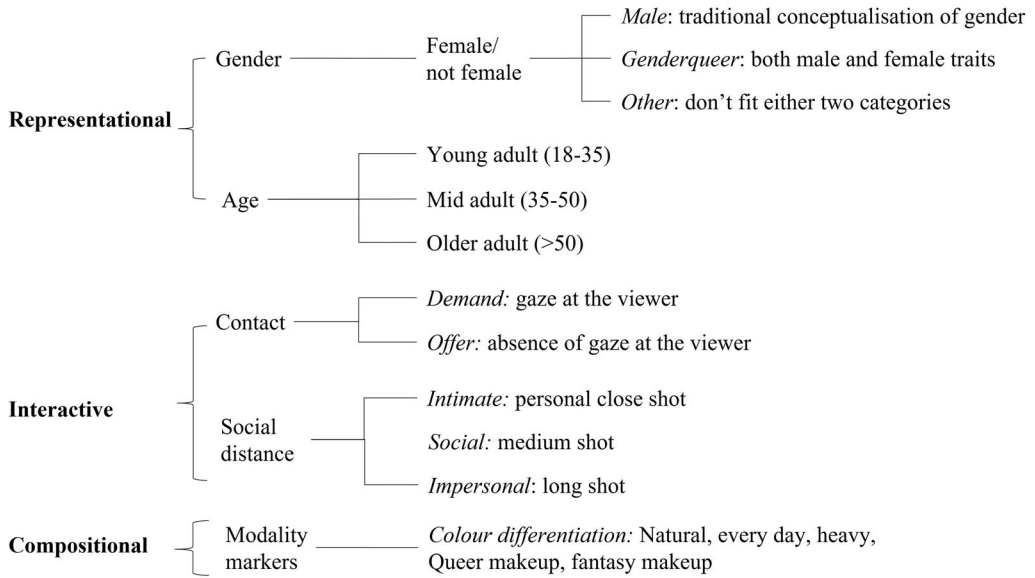 Representational
Gender
Female/
not female
Male: traditional conceptualisation of gender
Genderqueer: both male and female traits
Other: don't fit either two categories
Age
Young adult (18-35)
Mid adult (35-50)
Older adult (>50)
Interactive
Contact
Demand: gaze at the viewer
Offer: absence of gaze at the viewer
Social
distance
Intimate: personal close shot
Social: medium shot
Impersonal: long shot
Compositional
Modality
markers
Colour differentiation: Natural, every day, heavy,
Queer makeup, fantasy makeup